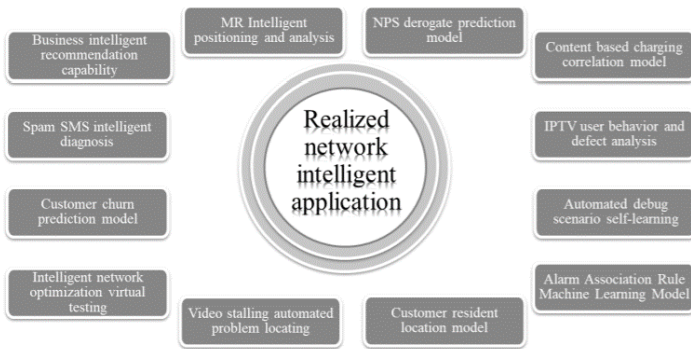 MR Intelligent
positioning and analysis
NPS derogate prediction
model
Business intelligent
recommendation
capability
Content based charging
correlation model
Spam SMS intelligent
diagnosis
Realized
network
intelligent
application
IPTV user behavior and
defect analysis
Customer churn
prediction model
Automated debug
scenario self-learning
Intelligent network
optimization virtual
testing
Alarm Association Rule
Machine Learning Model
Video stalling automated
problem locating
Customer resident
location model